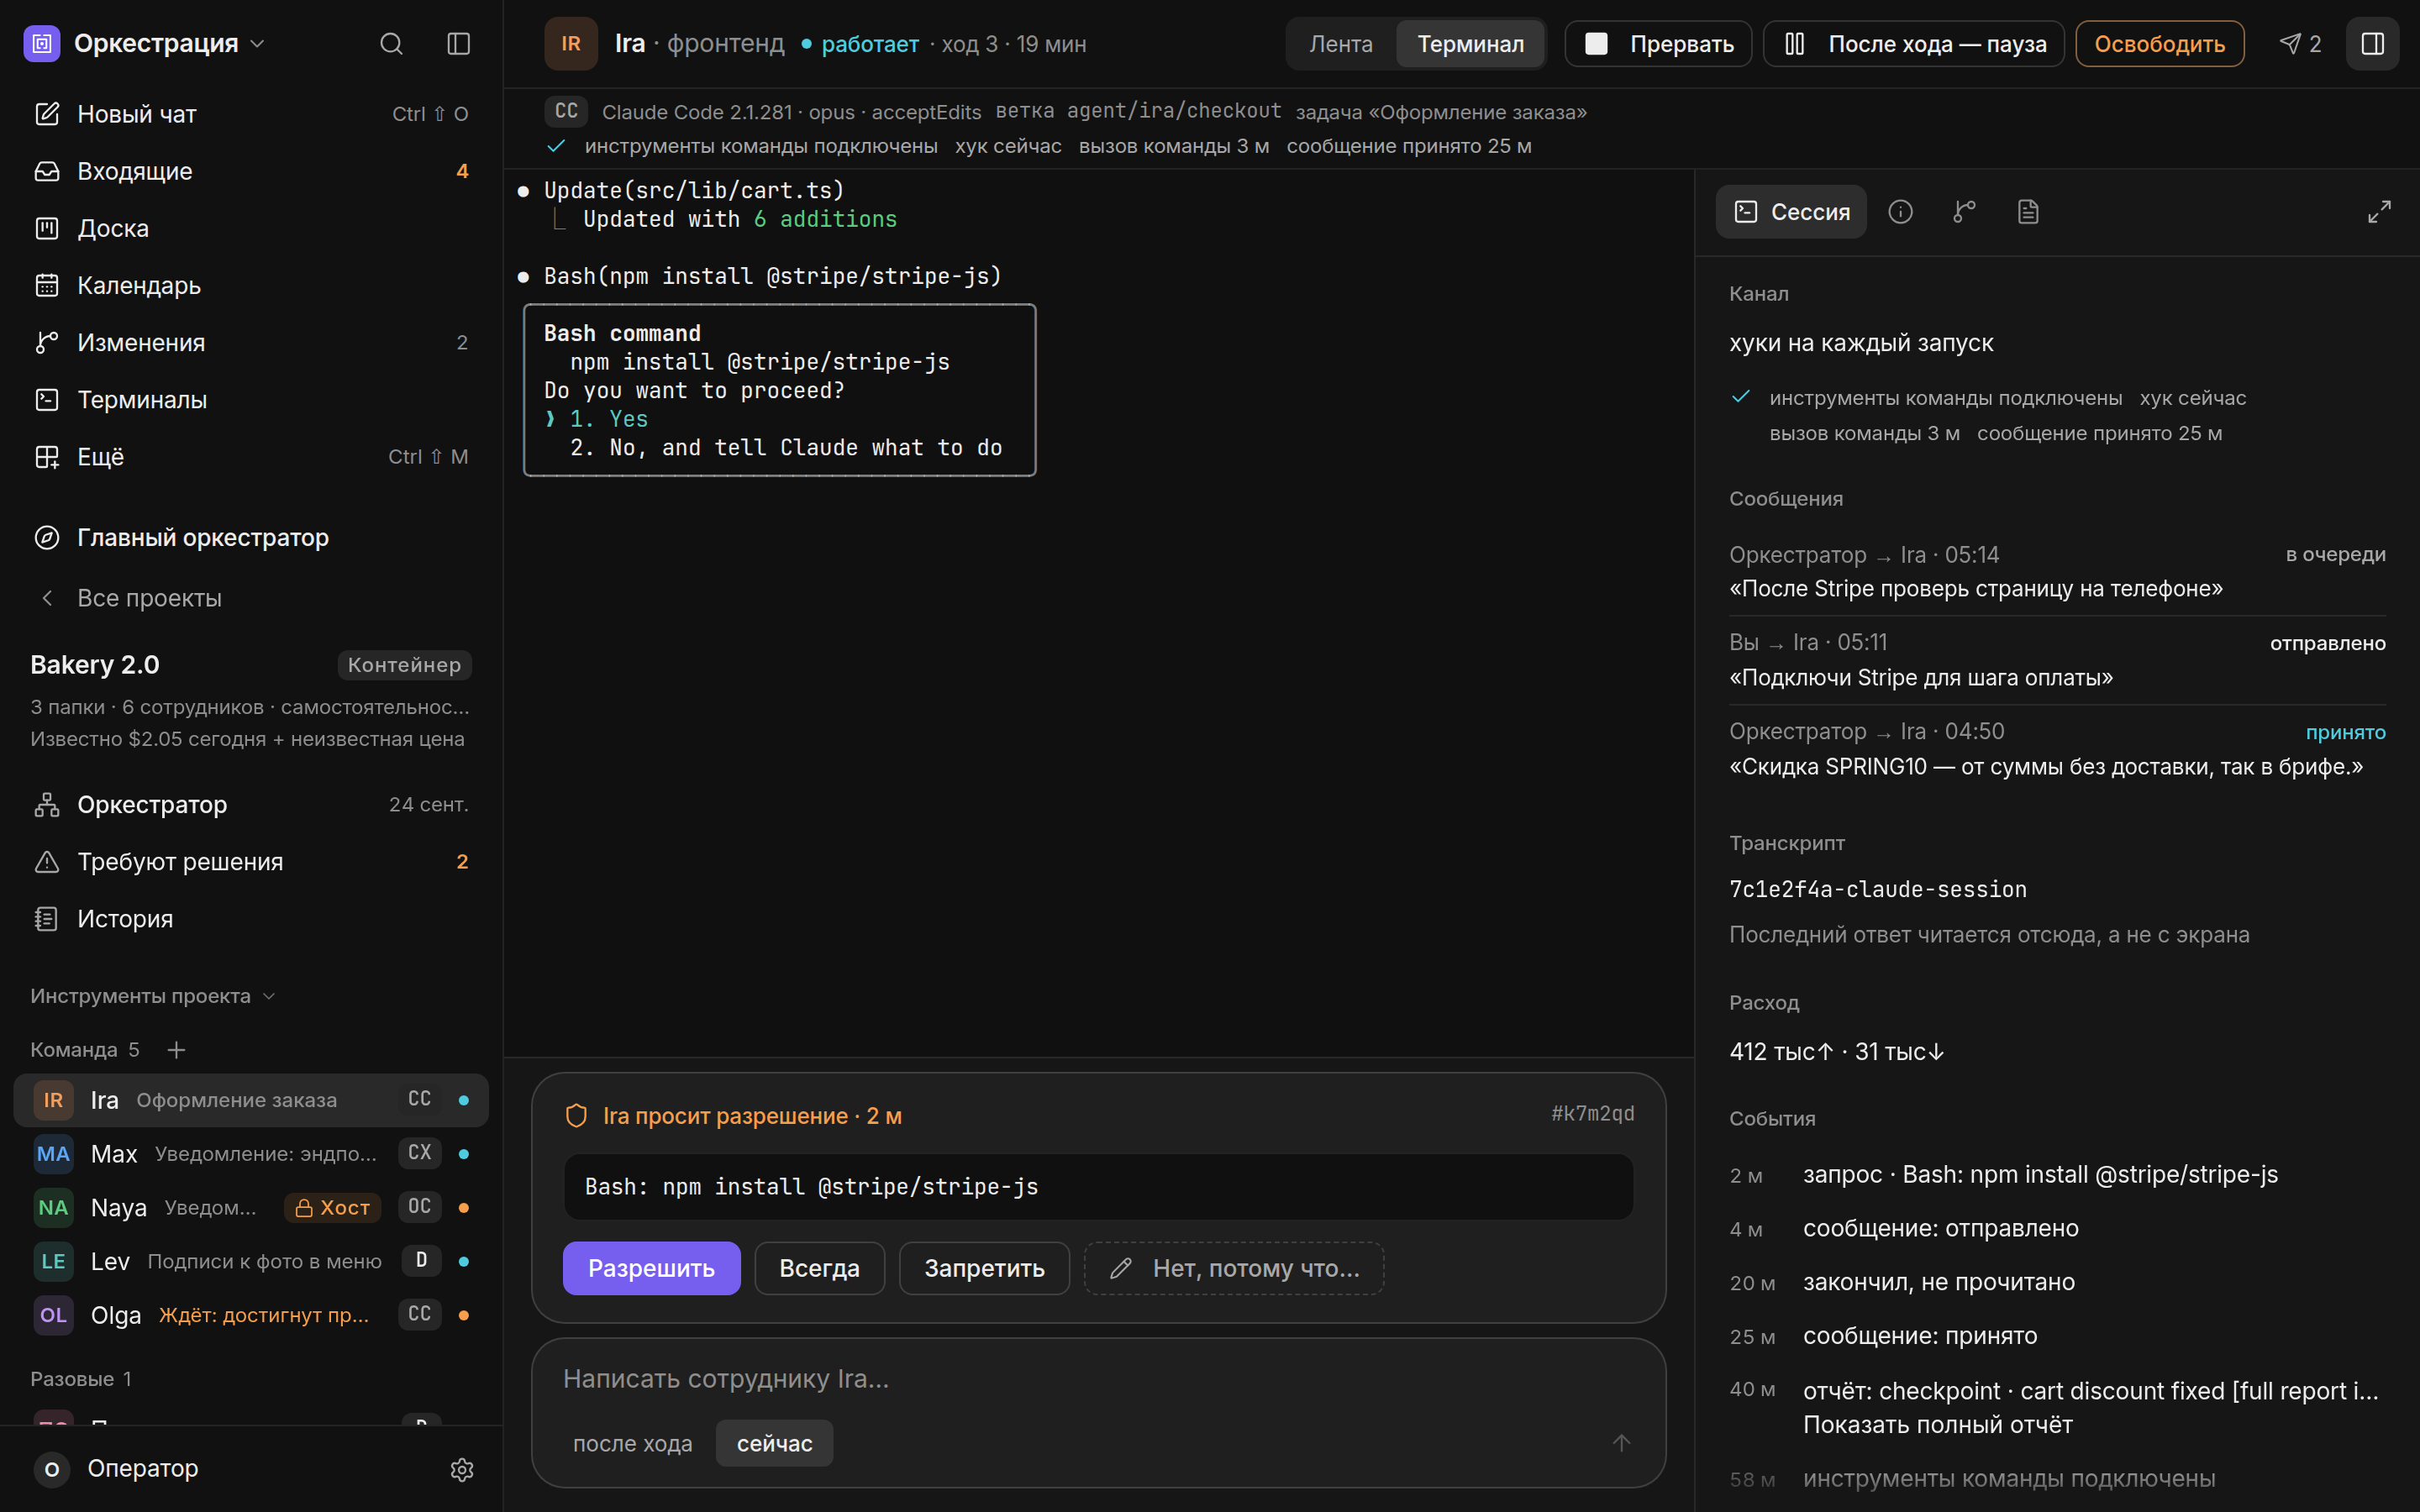 Оркестрация
Новый чат Ctrl ⇧ O
Входящие 4
Доска
Календарь
Изменения 2
Терминалы
Ещё Ctrl ⇧ M
Главный оркестратор
Все проекты
Bakery 2.0 Контейнер
3 папки · 6 сотрудников · самостоятельнос...
Известно $2.05 сегодня + неизвестная цена
Оркестратор 24 сент.
Требуют решения 2
История
Инструменты проекта
Команда 5
IR Ira Оформление заказа CC
MA Max Уведомление: эндпо... CX
NA Naya Уведом... Хост OC
LE Lev Подписи к фото в меню D
OL Olga Ждёт: достигнут пр... CC
Разовые 1
O Оператор
IR Ira · фронтенд работает · ход 3 · 19 мин
Лента Терминал Прервать После хода — пауза Освободить 2
CC Claude Code 2.1.281 · opus · acceptEdits ветка agent/ira/checkout задача «Оформление заказа»
инструменты команды подключены хук сейчас вызов команды 3 м сообщение принято 25 м
● Update(src/lib/cart.ts)
⎿ Updated with 6 additions
● Bash(npm install @stripe/stripe-js)
Bash command
npm install @stripe/stripe-js
Do you want to proceed?
❱ 1. Yes
2. No, and tell Claude what to do
Ira просит разрешение · 2 м #k7m2qd
Bash: npm install @stripe/stripe-js
Разрешить Всегда Запретить Нет, потому что...
Написать сотруднику Ira...
после хода сейчас
Сессия
Канал
хуки на каждый запуск
инструменты команды подключены хук сейчас
вызов команды 3 м сообщение принято 25 м
Сообщения
Оркестратор → Ira · 05:14 в очереди
«После Stripe проверь страницу на телефоне»
Вы → Ira · 05:11 отправлено
«Подключи Stripe для шага оплаты»
Оркестратор → Ira · 04:50 принято
«Скидка SPRING10 — от суммы без доставки, так в брифе.»
Транскрипт
7c1e2f4a-claude-session
Последний ответ читается отсюда, а не с экрана
Расход
412 тыс↑ · 31 тыс↓
События
2 м запрос · Bash: npm install @stripe/stripe-js
4 м сообщение: отправлено
20 м закончил, не прочитано
25 м сообщение: принято
40 м отчёт: checkpoint · cart discount fixed [full report i...
Показать полный отчёт
58 м инструменты команды подключены